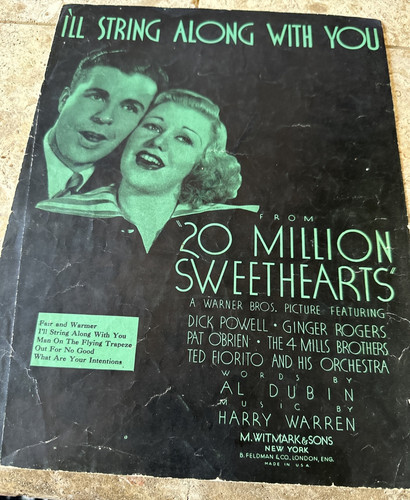 I'LL STRING ALONG WITH YOU
FROM
"20 MILLION
SWEETHEARTS"
A WARNER BROS. PICTURE FEATURING
DICK POWELL · GINGER ROGERS
PAT O'BRIEN · THE 4 MILLS BROTHERS
TED FIORITO AND HIS ORCHESTRA
WORDS BY
AL DUBIN
MUSIC BY
HARRY WARREN
M. WITMARK & SONS
NEW YORK
B. FELDMAN & CO., LONDON, ENG.
MADE IN U.S.A.
Fair and Warmer
I'll String Along With You
Man On The Flying Trapeze
Out For No Good
What Are Your Intentions